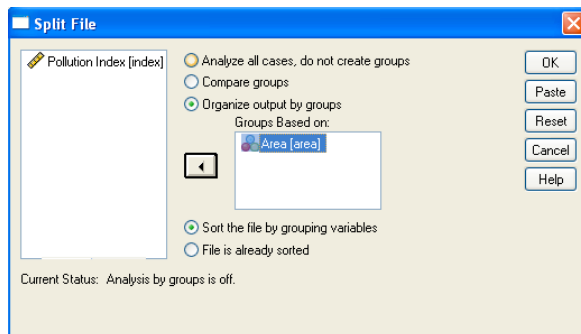 Split File
Pollution Index [index]
Analyze all cases, do not create groups
Compare groups
Organize output by groups
Groups Based on:
Area [area]
Sort the file by grouping variables
File is already sorted
Current Status: Analysis by groups is off.
OK
Paste
Reset
Cancel
Help